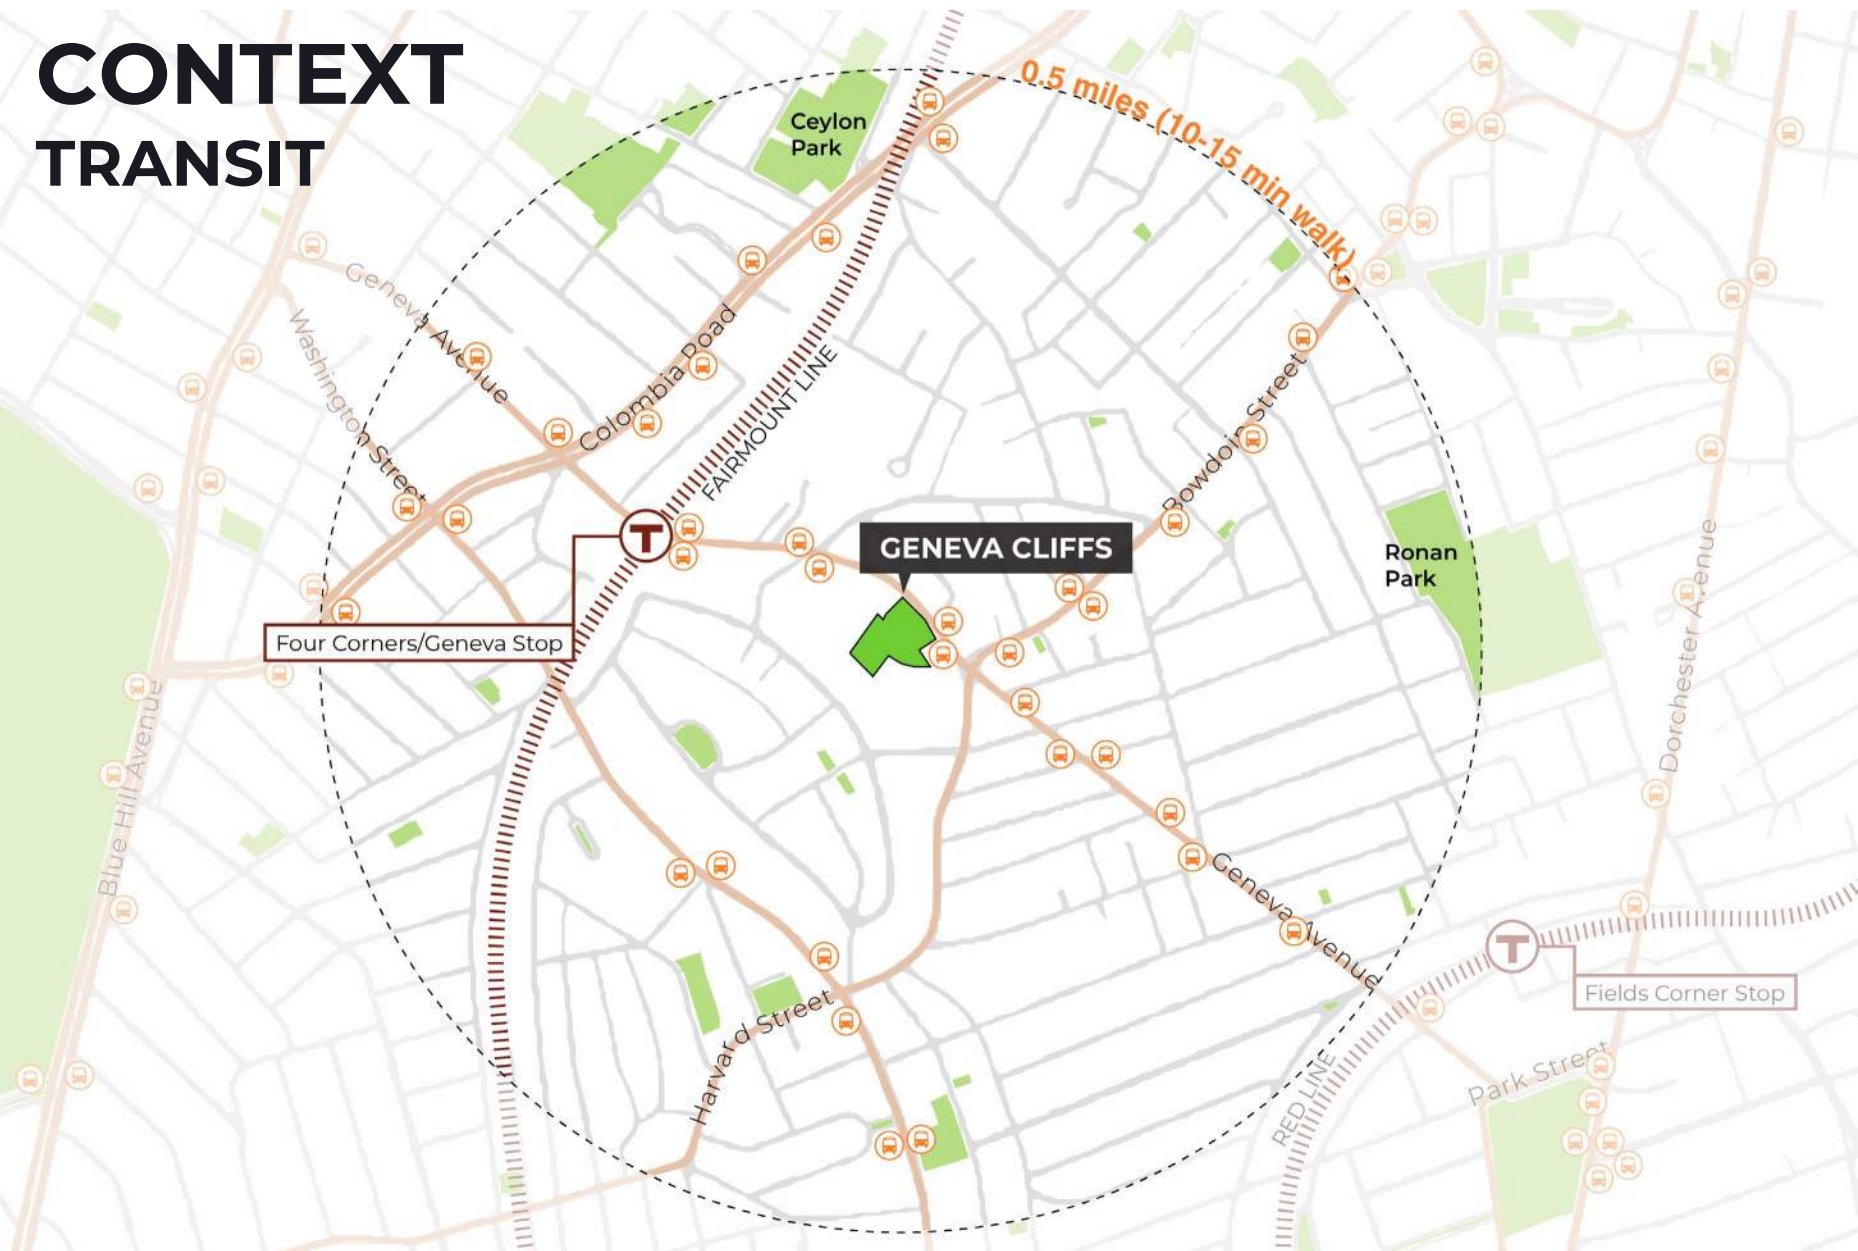 CONTEXT
TRANSIT
0.5 miles (10-15 min walk)
Ceylon
Park
Geneva Avenue
Washington Street
Colombia Road
FAIRMOUNT LINE
Bowdoin Street
T
GENEVA CLIFFS
Ronan
Park
Four Corners/Geneva Stop
Dorchester Avenue
Blue Hill Avenue
Geneva Avenue
T
Fields Corner Stop
Harvard Street
RED LINE
Park Street